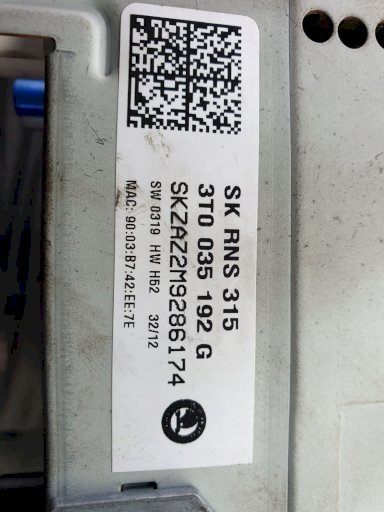 SK RNS 315
3T0 035 192 G
SKZAZ2M9286174
SW 0319 HW H52 32/12
MAC: 90:03:B7:42:EE:7E